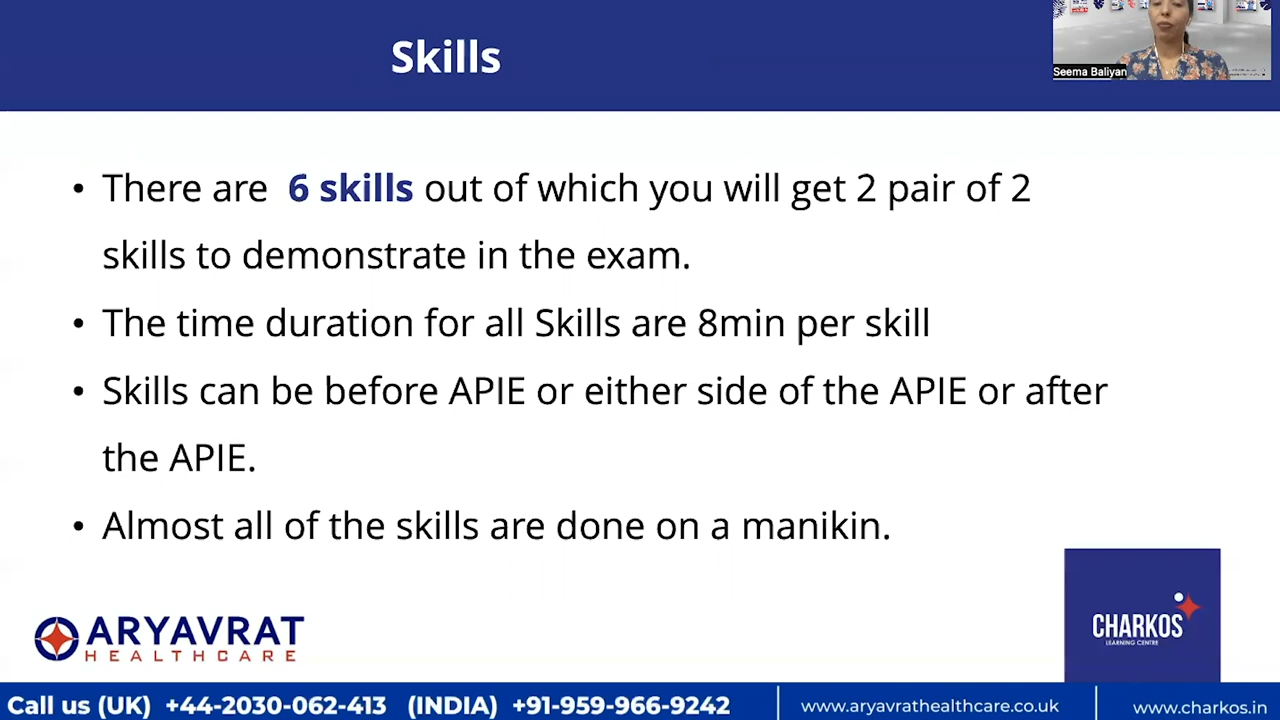 Skills
Seema Baliyan
• There are 6 skills out of which you will get 2 pair of 2
skills to demonstrate in the exam.
• The time duration for all Skills are 8min per skill
• Skills can be before APIE or either side of the APIE or after
the APIE.
• Almost all of the skills are done on a manikin.
ARYAVRAT
HEALTHCARE
CHARKOS
LEARNING CENTRE
Call us (UK) +44-2030-062-413 (INDIA) +91-959-966-9242
www.aryavrathealthcare.co.uk
www.charkos.in